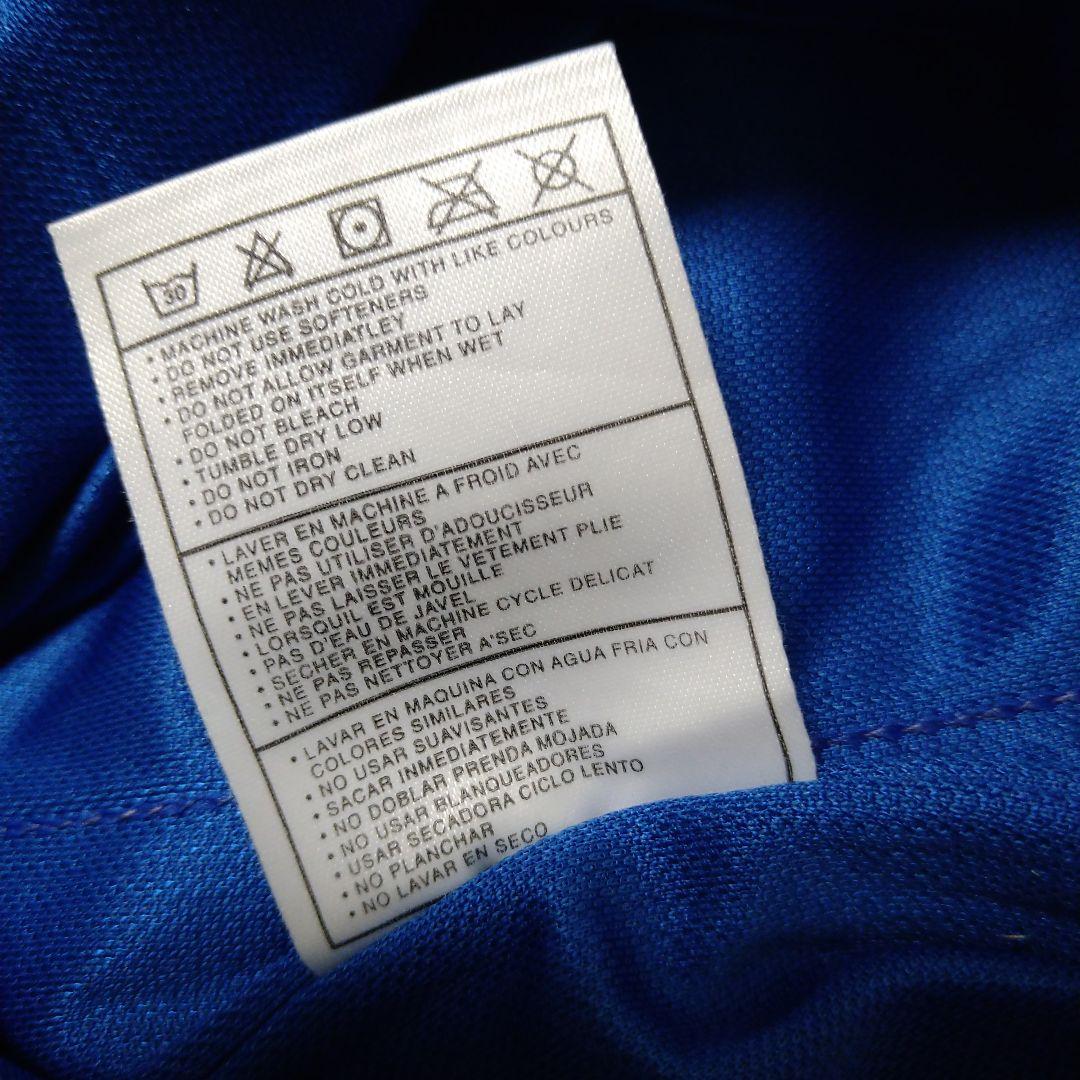 30
• MACHINE WASH COLD WITH LIKE COLOURS
• DO NOT USE SOFTENERS
• REMOVE IMMEDIATLEY
• DO NOT ALLOW GARMENT TO LAY
FOLDED ON ITSELF WHEN WET
• DO NOT BLEACH
• TUMBLE DRY LOW
• DO NOT IRON
• DO NOT DRY CLEAN
• LAVER EN MACHINE A FROID AVEC
MEMES COULEURS
• NE PAS UTILISER D'ADOUCISSEUR
• EN LEVER IMMEDIATEMENT
• NE PAS LAISSER LE VETEMENT PLIE
LORSQUIL EST MOUILLE
• PAS D'EAU DE JAVEL
• SECHER EN MACHINE CYCLE DELICAT
• NE PAS REPASSER
• NE PAS NETTOYER A'SEC
• LAVAR EN MAQUINA CON AGUA FRIA CON
COLORES SIMILARES
• NO USAR SUAVISANTES
• SACAR INMEDIATEMENTE
• NO DOBLAR PRENDA MOJADA
• NO USAR BLANQUEADORES
• USAR SECADORA CICLO LENTO
• NO PLANCHAR
• NO LAVAR EN SECO